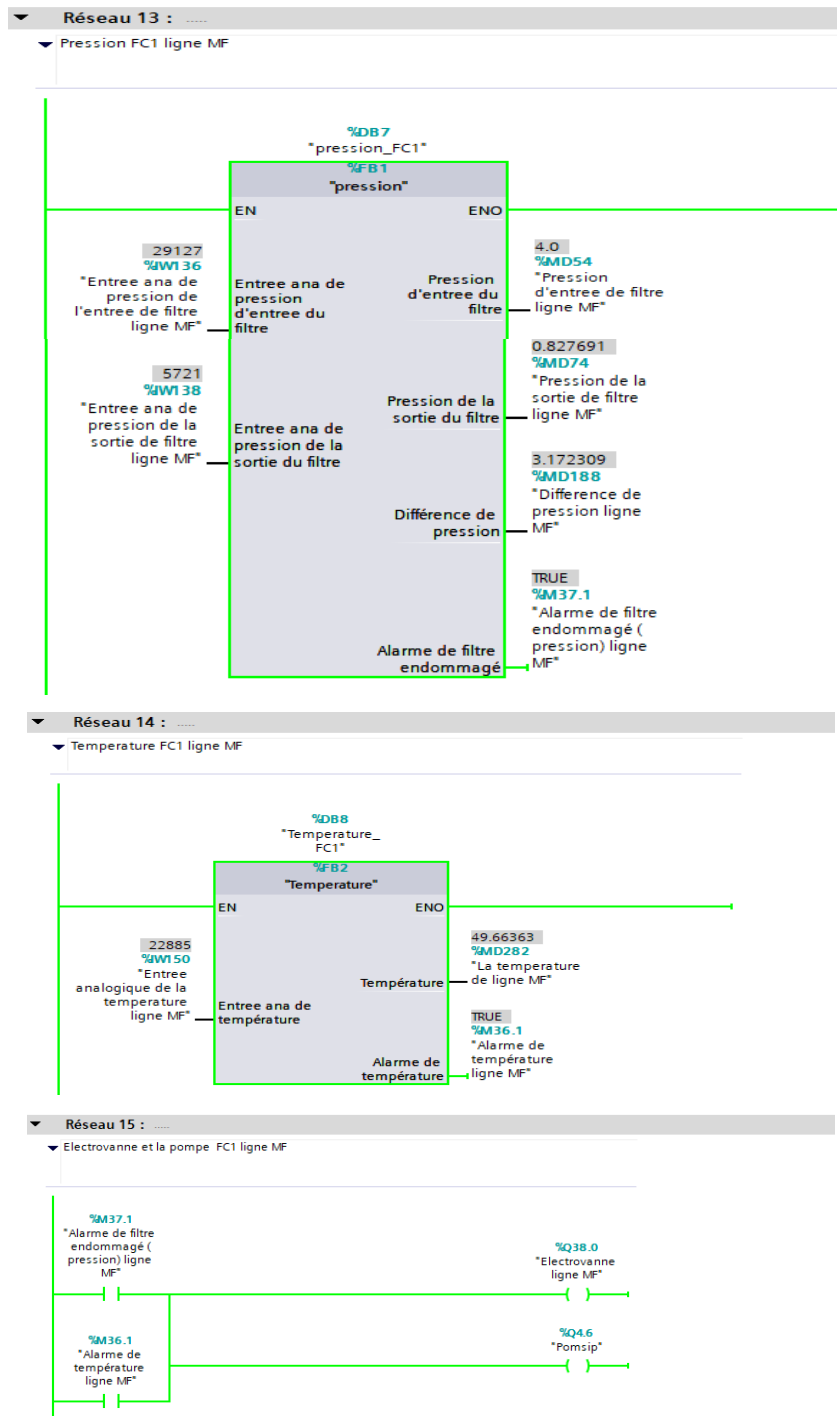 Réseau 13 : .....
Pression FC1 ligne MF
%DB7
"pression_FC1"
%FB1
"pression"
EN
ENO
29127
%IW136
"Entree ana de
pression de
l'entree de filtre
ligne MF"
Entree ana de
pression
d'entree du
filtre
Pression
d'entree du
filtre
4.0
%MD54
"Pression
d'entree de filtre
ligne MF"
5721
%IW138
"Entree ana de
pression de la
sortie de filtre
ligne MF"
Entree ana de
pression de la
sortie du filtre
Pression de la
sortie du filtre
0.827691
%MD74
"Pression de la
sortie de filtre
ligne MF"
Différence de
pression
3.172309
%MD188
"Difference de
pression ligne
MF"
Alarme de filtre
endommagé
TRUE
%M37.1
"Alarme de filtre
endommagé (
pression) ligne
MF"
Réseau 14 : .....
Temperature FC1 ligne MF
%DB8
"Temperature_
FC1"
%FB2
"Temperature"
EN
ENO
22885
%IW150
"Entree
analogique de la
temperature
ligne MF"
Entree ana de
température
Température
49.66363
%MD282
"La temperature
de ligne MF"
Alarme de
température
TRUE
%M36.1
"Alarme de
température
ligne MF"
Réseau 15 : .....
Electrovanne et la pompe FC1 ligne MF
%M37.1
"Alarme de filtre
endommagé (
pression) ligne
MF"
%Q38.0
"Electrovanne
ligne MF"
%M36.1
"Alarme de
température
ligne MF"
%Q4.6
"Pomsip"